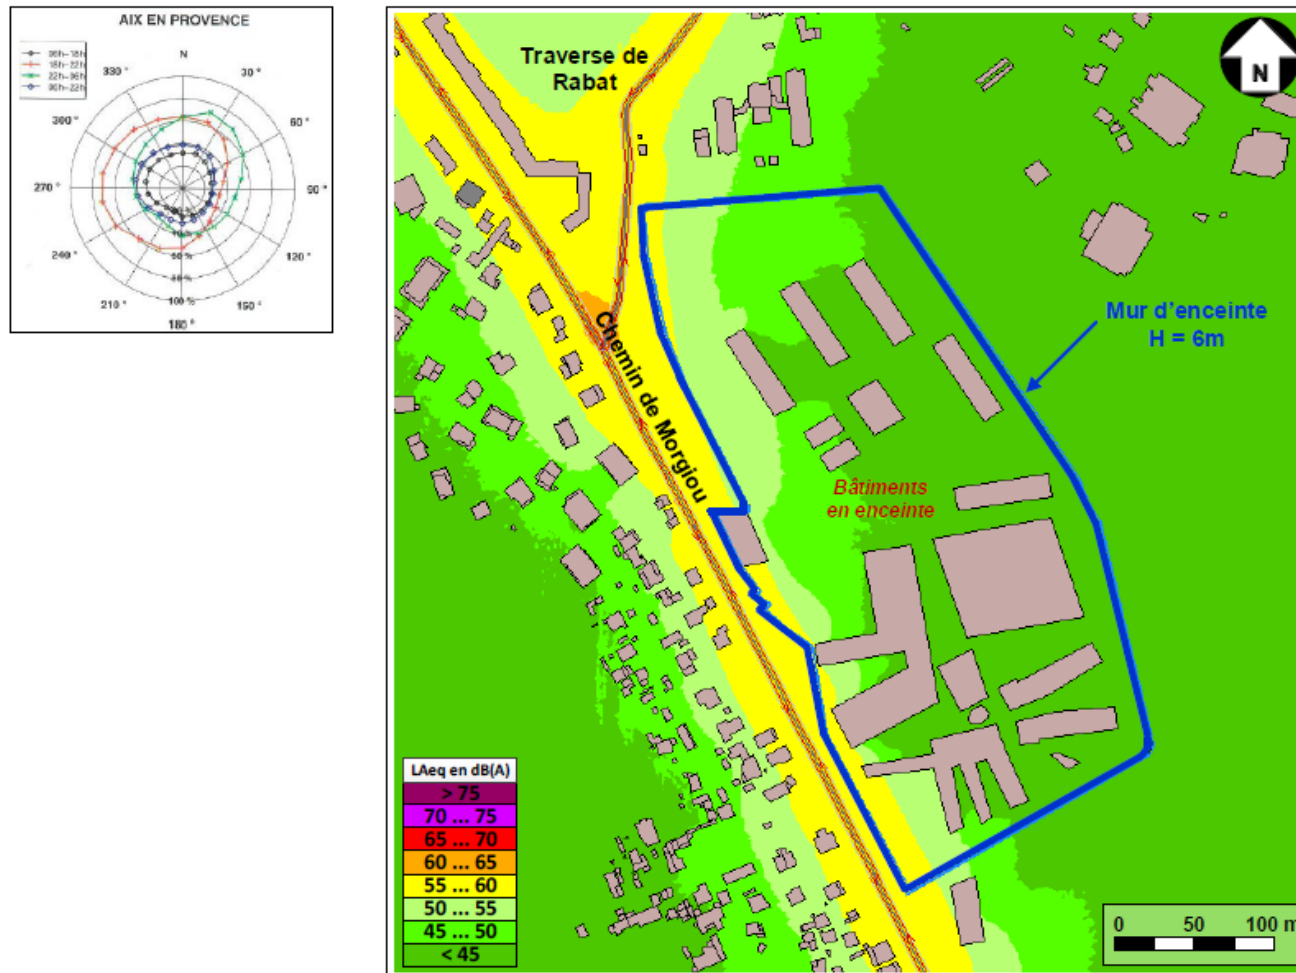 AIX EN PROVENCE
06h-18h
18h-22h
22h-06h
06h-22h
N
330 °
30 °
300 °
60 °
270 °
90 °
240 °
120 °
210 °
150 °
100 %
180 °
Traverse de
Rabat
N
Mur d'enceinte
H = 6m
Chemin de Morgiou
Bâtiments
en enceinte
LAeq en dB(A)
> 75
70 ... 75
65 ... 70
60 ... 65
55 ... 60
50 ... 55
45 ... 50
< 45
0 50 100 m